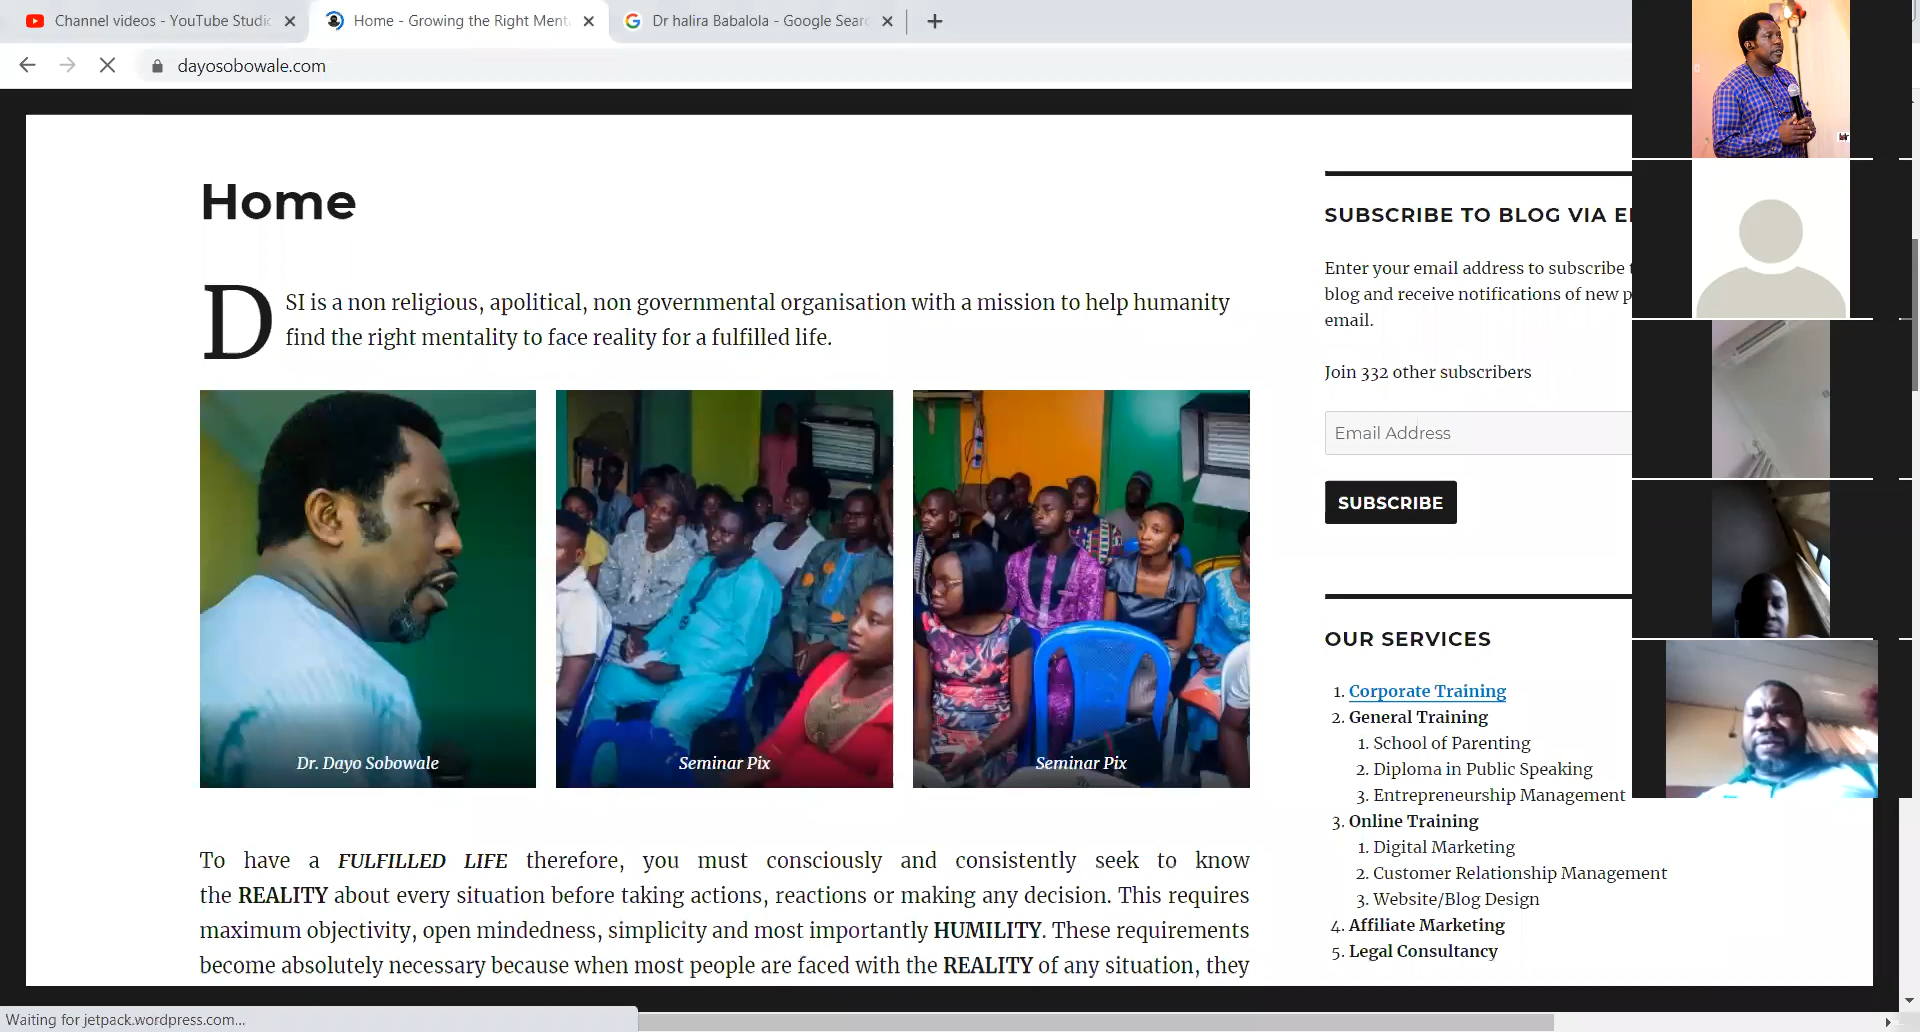 Channel videos - YouTube Studio
Home - Growing the Right Ment
Dr halira Babalola - Google Sear
dayosobowale.com
Home
SUBSCRIBE TO BLOG VIA
DSI is a non religious, apolitical, non governmental organisation with a mission to help humanity
find the right mentality to face reality for a fulfilled life.
Enter your email address to subscribe
blog and receive notifications of new
email.
Join 332 other subscribers
Email Address
SUBSCRIBE
Dr. Dayo Sobowale
Seminar Pix
Seminar Pix
OUR SERVICES
1. Corporate Training
2. General Training
1. School of Parenting
2. Diploma in Public Speaking
3. Entrepreneurship Management
3. Online Training
1. Digital Marketing
2. Customer Relationship Management
3. Website/Blog Design
4. Affiliate Marketing
5. Legal Consultancy
To have a FULFILLED LIFE therefore, you must consciously and consistently seek to know
the REALITY about every situation before taking actions, reactions or making any decision. This requires
maximum objectivity, open mindedness, simplicity and most importantly HUMILITY. These requirements
become absolutely necessary because when most people are faced with the REALITY of any situation, they
Waiting for jetpack.wordpress.com...